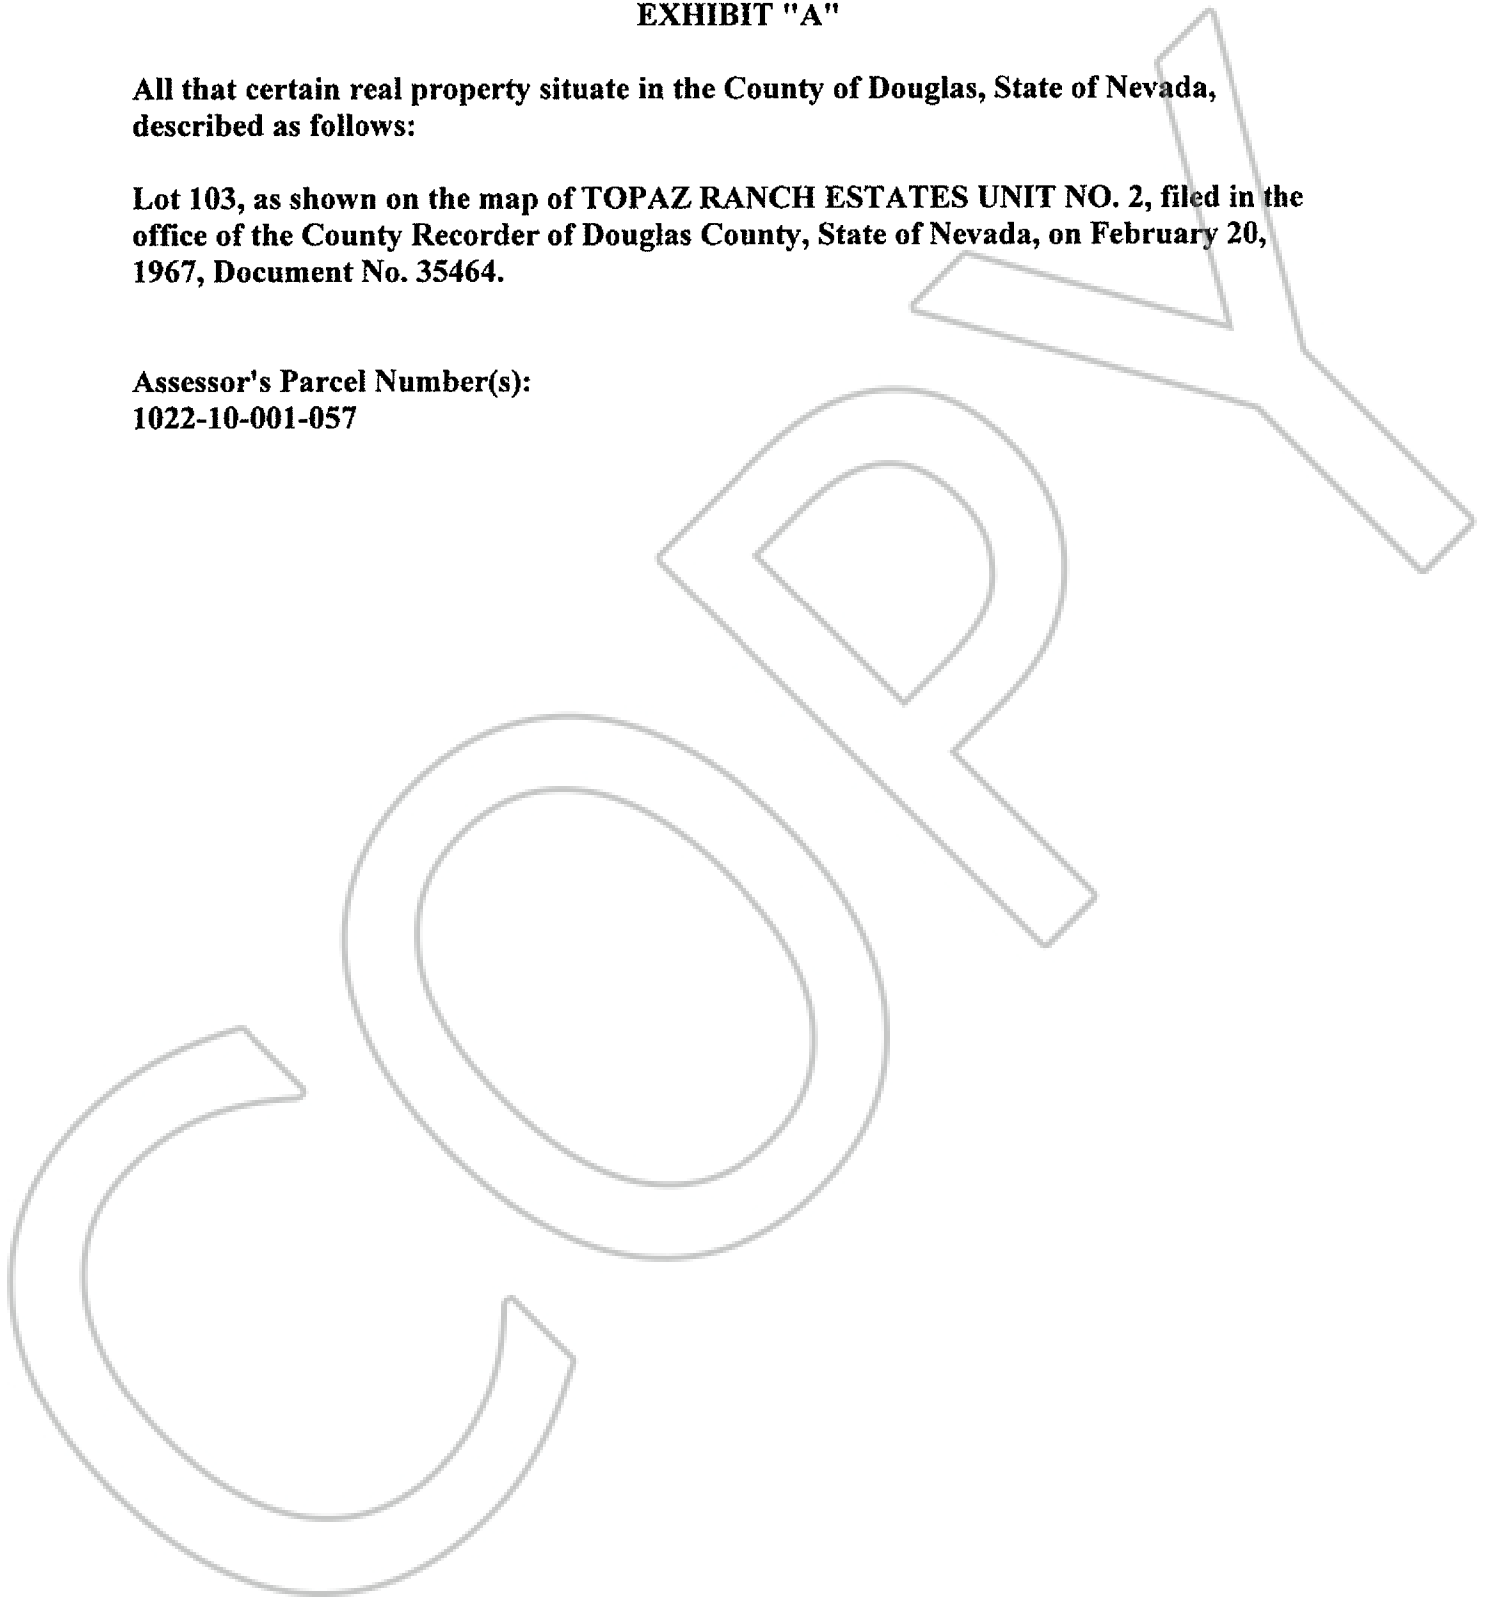 EXHIBIT "A"
All that certain real property situate in the County of Douglas, State of Nevada,
described as follows:
Lot 103, as shown on the map of TOPAZ RANCH ESTATES UNIT NO. 2, filed in the
office of the County Recorder of Douglas County, State of Nevada, on February 20,
1967, Document No. 35464.
Assessor's Parcel Number(s):
1022-10-001-057
COPY